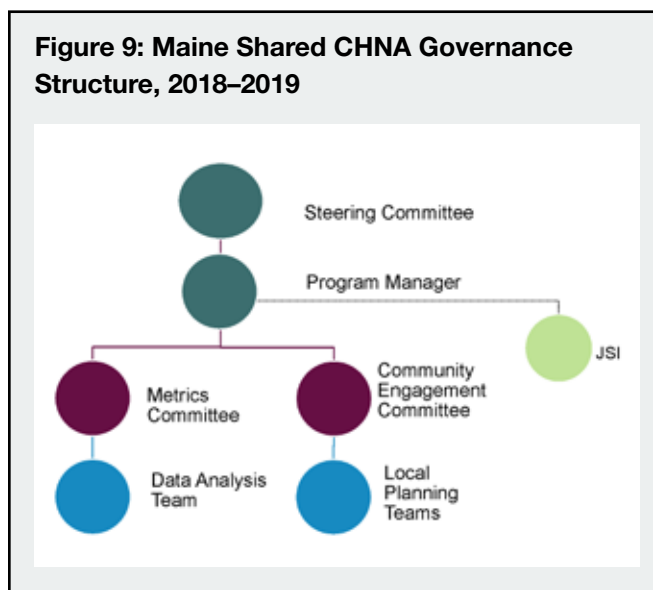 Figure 9: Maine Shared CHNA Governance
Structure, 2018–2019
Steering Committee
Program Manager
JSI
Metrics
Committee
Community
Engagement
Committee
Data Analysis
Team
Local
Planning
Teams